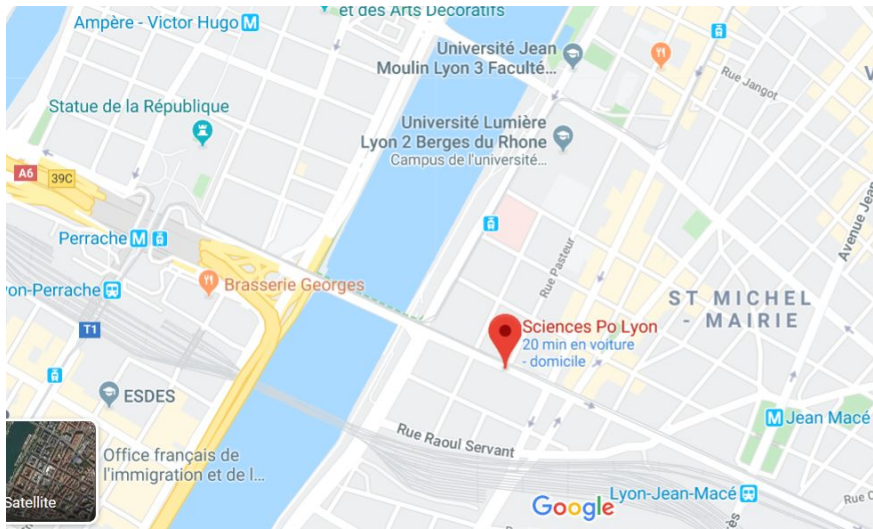 et des Arts Décoratifs
Ampère - Victor Hugo M
Université Jean
Moulin Lyon 3 Faculté...
Rue Jangot
Statue de la République
Université Lumière
Lyon 2 Berges du Rhone
Campus de l'université...
A6
39C
Avenue Jean
Perrache M
Rue Pasteur
yon-Perrache
Brasserie Georges
ST MICHEL
- MAIRIE
Sciences Po Lyon
20 min en voiture
- domicile
T1
ESDES
M Jean Macé
Rue Raoul Servant
Office français de
l'immigration et de l...
Satellite
Google
Lyon-Jean-Macé